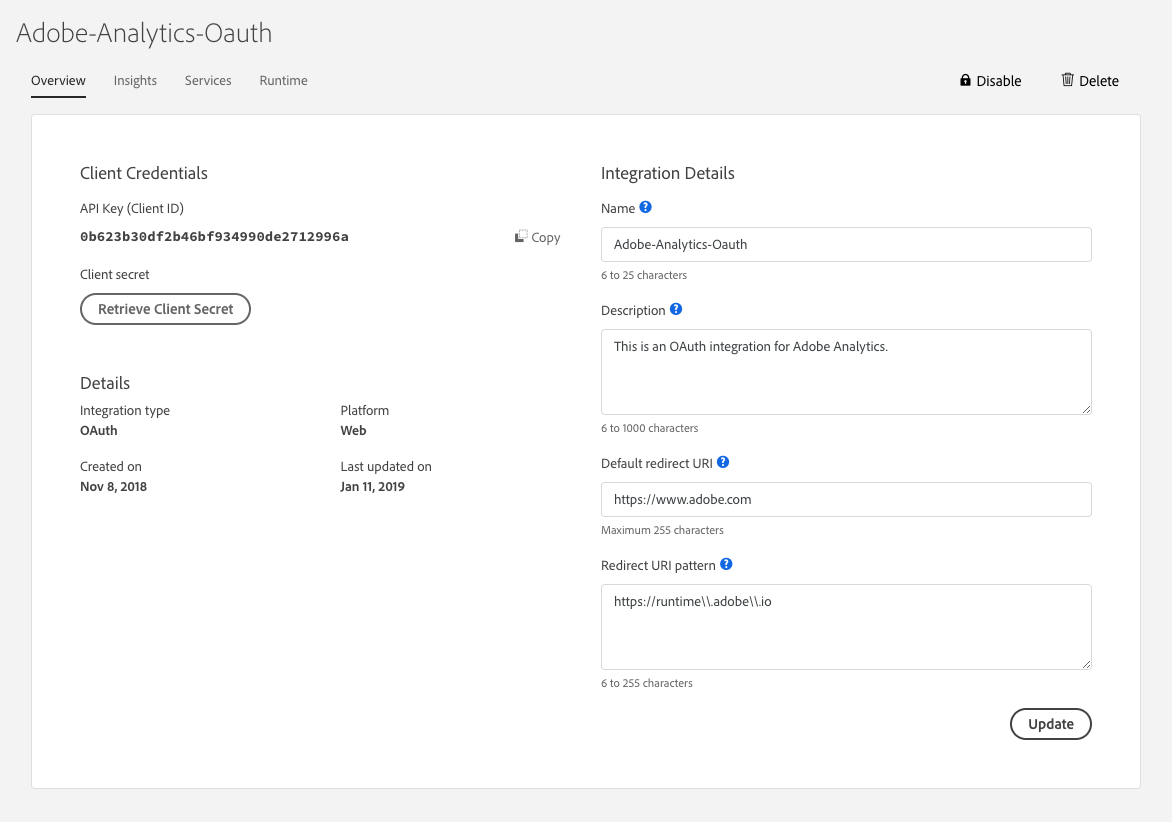 Adobe-Analytics-Oauth
Overview Insights Services Runtime Disable Delete
Client Credentials
API Key (Client ID)
0b623b30df2b46bf934990de2712996a Copy
Client secret
Retrieve Client Secret
Details
Integration type Platform
OAuth Web
Created on Last updated on
Nov 8, 2018 Jan 11, 2019
Integration Details
Name ?
Adobe-Analytics-Oauth
6 to 25 characters
Description ?
This is an OAuth integration for Adobe Analytics.
6 to 1000 characters
Default redirect URI ?
https://www.adobe.com
Maximum 255 characters
Redirect URI pattern ?
https://runtime\\.adobe\\.io
6 to 255 characters
Update